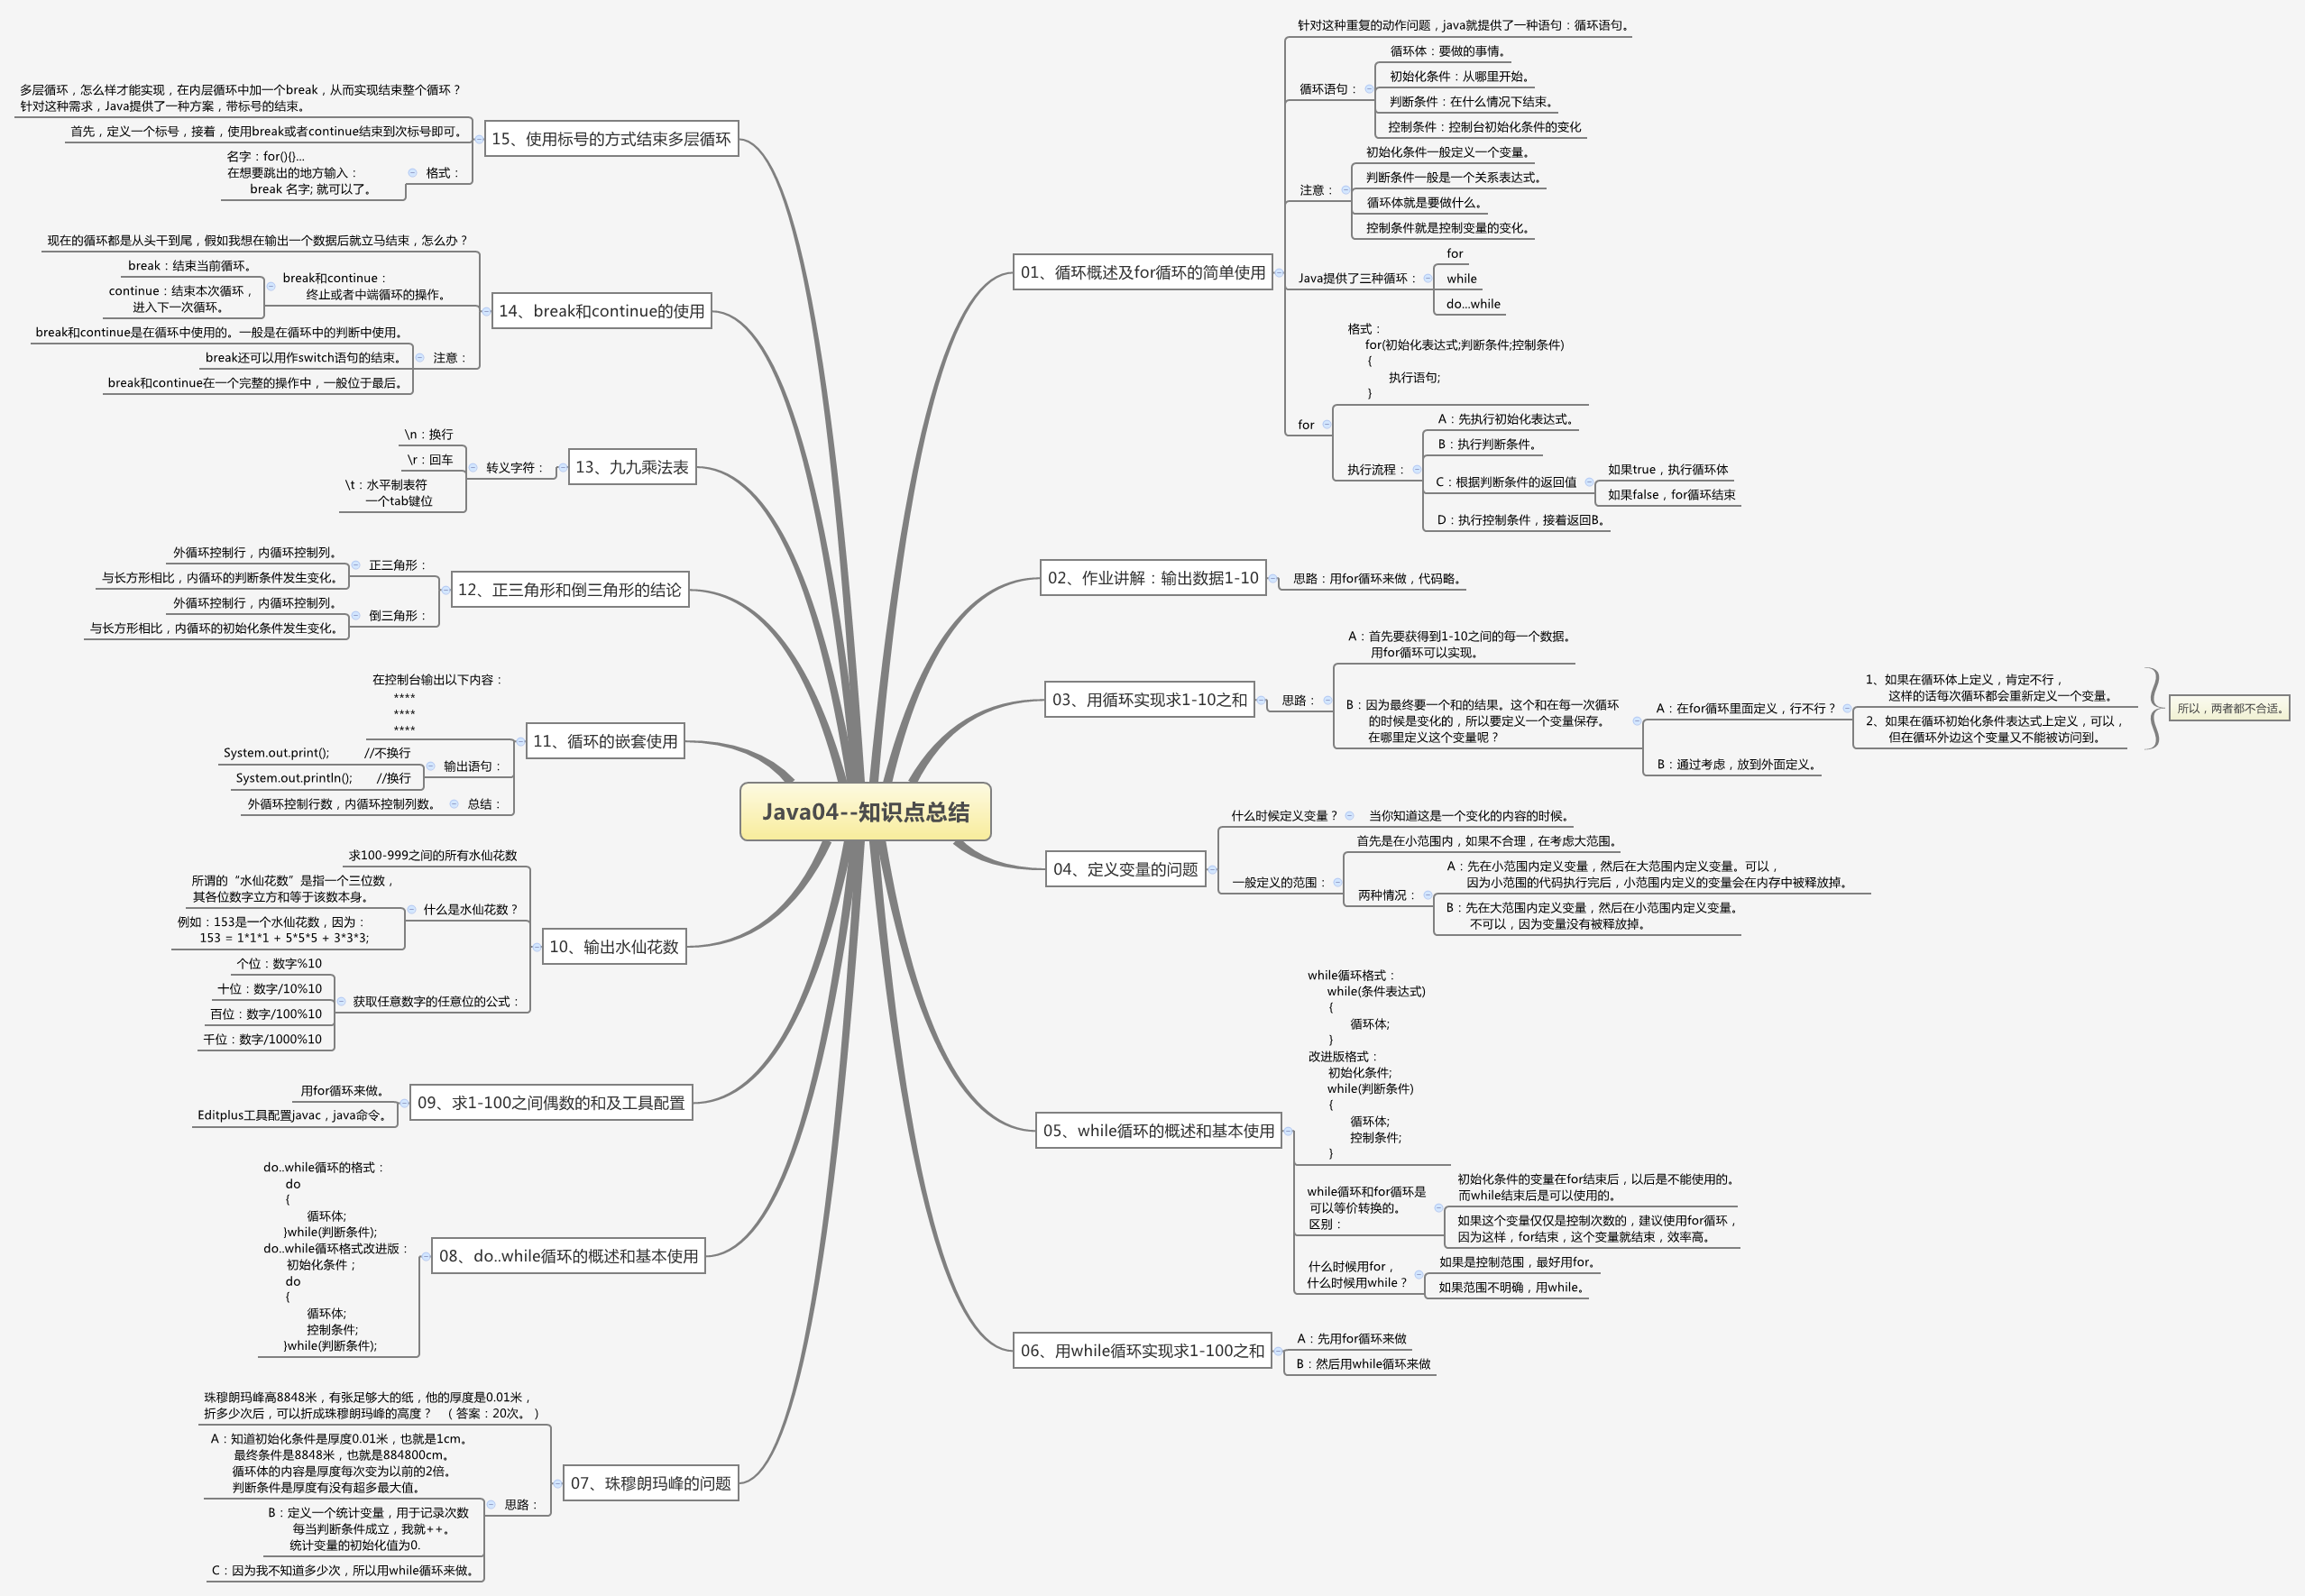 Java04--知识点总结
01、循环概述及for循环的简单使用
针对这种重复的动作问题，java就提供了一种语句：循环语句。
循环语句：
循环体：要做的事情。
初始化条件：从哪里开始。
判断条件：在什么情况下结束。
控制条件：控制台初始化条件的变化
注意：
初始化条件一般定义一个变量。
判断条件一般是一个关系表达式。
循环体就是要做什么。
控制条件就是控制变量的变化。
Java提供了三种循环：
for
while
do...while
for
格式：
for(初始化表达式;判断条件;控制条件)
{
执行语句;
}
执行流程：
A：先执行初始化表达式。
B：执行判断条件。
C：根据判断条件的返回值
如果true，执行循环体
如果false，for循环结束
D：执行控制条件，接着返回B。
02、作业讲解：输出数据1-10
思路：用for循环来做，代码略。
03、用循环实现求1-10之和
思路：
A：首先要获得到1-10之间的每一个数据。
用for循环可以实现。
B：因为最终要一个和的结果。这个和在每一次循环
的时候是变化的，所以要定义一个变量保存。
在哪里定义这个变量呢？
A：在for循环里面定义，行不行？
1、如果在循环体上定义，肯定不行，
这样的话每次循环都会重新定义一个变量。
2、如果在循环初始化条件表达式上定义，可以，
但在循环外边这个变量又不能被访问到。
所以，两者都不合适。
B：通过考虑，放到外面定义。
04、定义变量的问题
什么时候定义变量？
当你知道这是一个变化的内容的时候。
一般定义的范围：
首先是在小范围内，如果不合理，在考虑大范围。
两种情况：
A：先在小范围内定义变量，然后在大范围内定义变量。可以，
因为小范围的代码执行完后，小范围内定义的变量会在内存中被释放掉。
B：先在大范围内定义变量，然后在小范围内定义变量。
不可以，因为变量没有被释放掉。
05、while循环的概述和基本使用
while循环格式：
while(条件表达式)
{
循环体;
}
改进版格式：
初始化条件;
while(判断条件)
{
循环体;
控制条件;
}
while循环和for循环是
可以等价转换的。
区别：
初始化条件的变量在for结束后，以后是不能使用的。
而while结束后是可以使用的。
如果这个变量仅仅是控制次数的，建议使用for循环，
因为这样，for结束，这个变量就结束，效率高。
什么时候用for，
什么时候用while？
如果是控制范围，最好用for。
如果范围不明确，用while。
06、用while循环实现求1-100之和
A：先用for循环来做
B：然后用while循环来做
07、珠穆朗玛峰的问题
珠穆朗玛峰高8848米，有张足够大的纸，他的厚度是0.01米，
折多少次后，可以折成珠穆朗玛峰的高度？ （答案：20次。）
思路：
A：知道初始化条件是厚度0.01米，也就是1cm。
最终条件是8848米，也就是884800cm。
循环体的内容是厚度每次变为以前的2倍。
判断条件是厚度有没有超多最大值。
B：定义一个统计变量，用于记录次数
每当判断条件成立，我就++。
统计变量的初始化值为0.
C：因为我不知道多少次，所以用while循环来做。
08、do..while循环的概述和基本使用
do..while循环的格式：
do
{
循环体;
}while(判断条件);
do..while循环格式改进版：
初始化条件；
do
{
循环体;
控制条件;
}while(判断条件);
09、求1-100之间偶数的和及工具配置
用for循环来做。
Editplus工具配置javac，java命令。
10、输出水仙花数
求100-999之间的所有水仙花数
什么是水仙花数？
所谓的“水仙花数”是指一个三位数，
其各位数字立方和等于该数本身。
例如：153是一个水仙花数，因为：
153 = 1*1*1 + 5*5*5 + 3*3*3;
获取任意数字的任意位的公式：
个位：数字%10
十位：数字/10%10
百位：数字/100%10
千位：数字/1000%10
11、循环的嵌套使用
在控制台输出以下内容：
****
****
****
输出语句：
System.out.print(); //不换行
System.out.println(); //换行
总结：
外循环控制行数，内循环控制列数。
12、正三角形和倒三角形的结论
正三角形：
外循环控制行，内循环控制列。
与长方形相比，内循环的判断条件发生变化。
倒三角形：
外循环控制行，内循环控制列。
与长方形相比，内循环的初始化条件发生变化。
13、九九乘法表
转义字符：
\n：换行
\r：回车
\t：水平制表符
一个tab键位
14、break和continue的使用
现在的循环都是从头干到尾，假如我想在输出一个数据后就立马结束，怎么办？
break和continue：
终止或者中端循环的操作。
break：结束当前循环。
continue：结束本次循环，
进入下一次循环。
注意：
break和continue是在循环中使用的。一般是在循环中的判断中使用。
break还可以用作switch语句的结束。
break和continue在一个完整的操作中，一般位于最后。
15、使用标号的方式结束多层循环
多层循环，怎么样才能实现，在内层循环中加一个break，从而实现结束整个循环？
针对这种需求，Java提供了一种方案，带标号的结束。
首先，定义一个标号，接着，使用break或者continue结束到次标号即可。
格式：
名字：for(){}...
在想要跳出的地方输入：
break 名字; 就可以了。